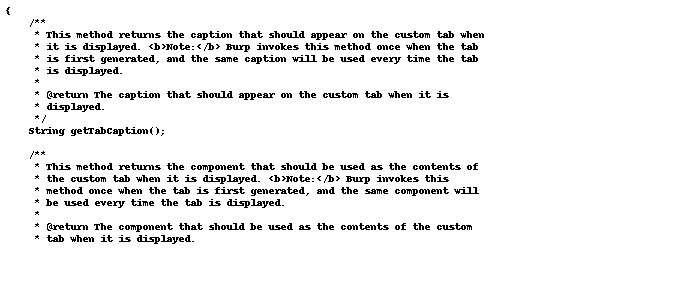 {
    /**
     * This method returns the caption that should appear on the custom tab when
     * it is displayed. <b>Note:</b> Burp invokes this method once when the tab
     * is first generated, and the same caption will be used every time the tab
     * is displayed.
     *
     * @return The caption that should appear on the custom tab when it is
     * displayed.
     */
    String getTabCaption();

    /**
     * This method returns the component that should be used as the contents of
     * the custom tab when it is displayed. <b>Note:</b> Burp invokes this
     * method once when the tab is first generated, and the same component will
     * be used every time the tab is displayed.
     *
     * @return The component that should be used as the contents of the custom
     * tab when it is displayed.